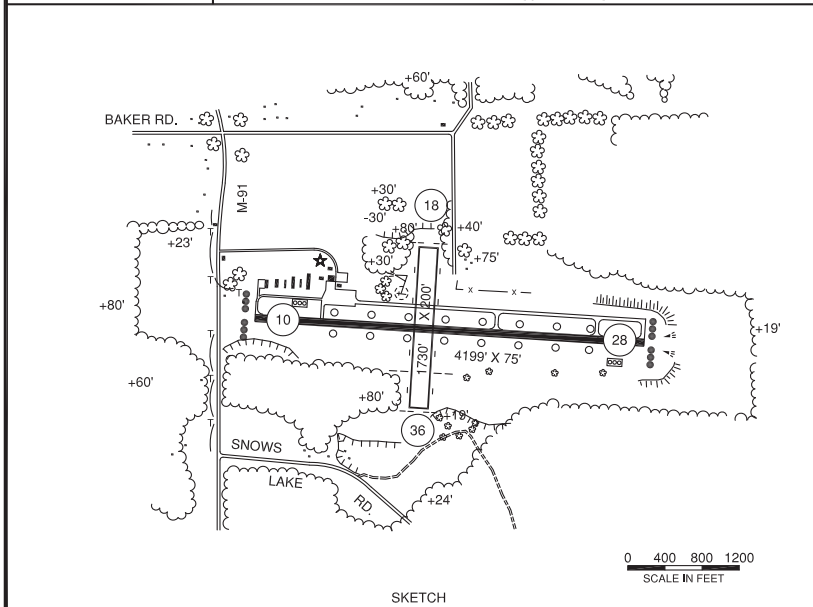 +60'
BAKER RD.
M-91
+30'
18
-30'
+80'
+40'
+23'
+30'
+75'
x x
T
+80'
10
1730' X 200'
28
+19'
4199' X 75'
+60'
+80'
+19'
36
SNOWS
LAKE
RD.
+24'
0 400 800 1200
SCALE IN FEET
SKETCH